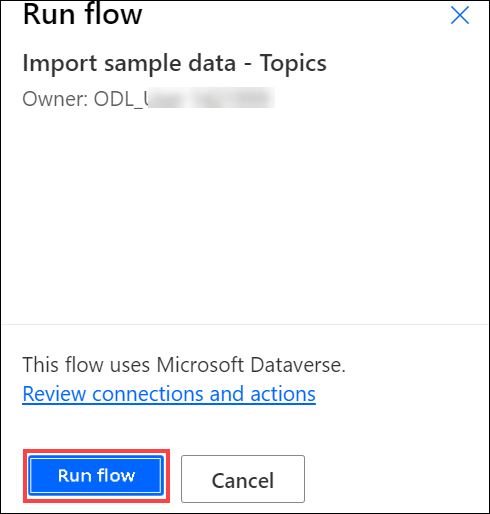 Run flow
Import sample data - Topics
Owner: ODL_
This flow uses Microsoft Dataverse.
Review connections and actions
Run flow
Cancel